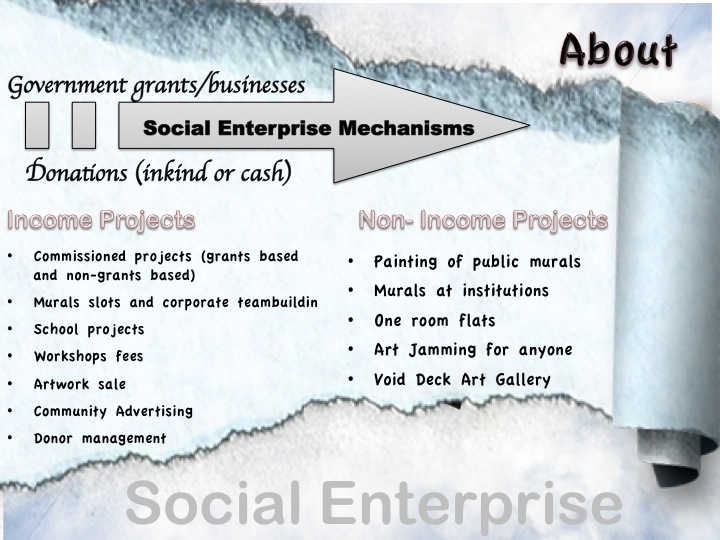 About
Government grants/businesses
Social Enterprise Mechanisms
Donations (inkind or cash)
Income Projects
• Commissioned projects (grants based
and non-grants based)
• Murals slots and corporate teambuildin
• School projects
• Workshops fees
• Artwork sale
• Community Advertising
• Donor management
Non- Income Projects
• Painting of public murals
• Murals at institutions
• One room flats
• Art Jamming for anyone
• Void Deck Art Gallery
Social Enterprise